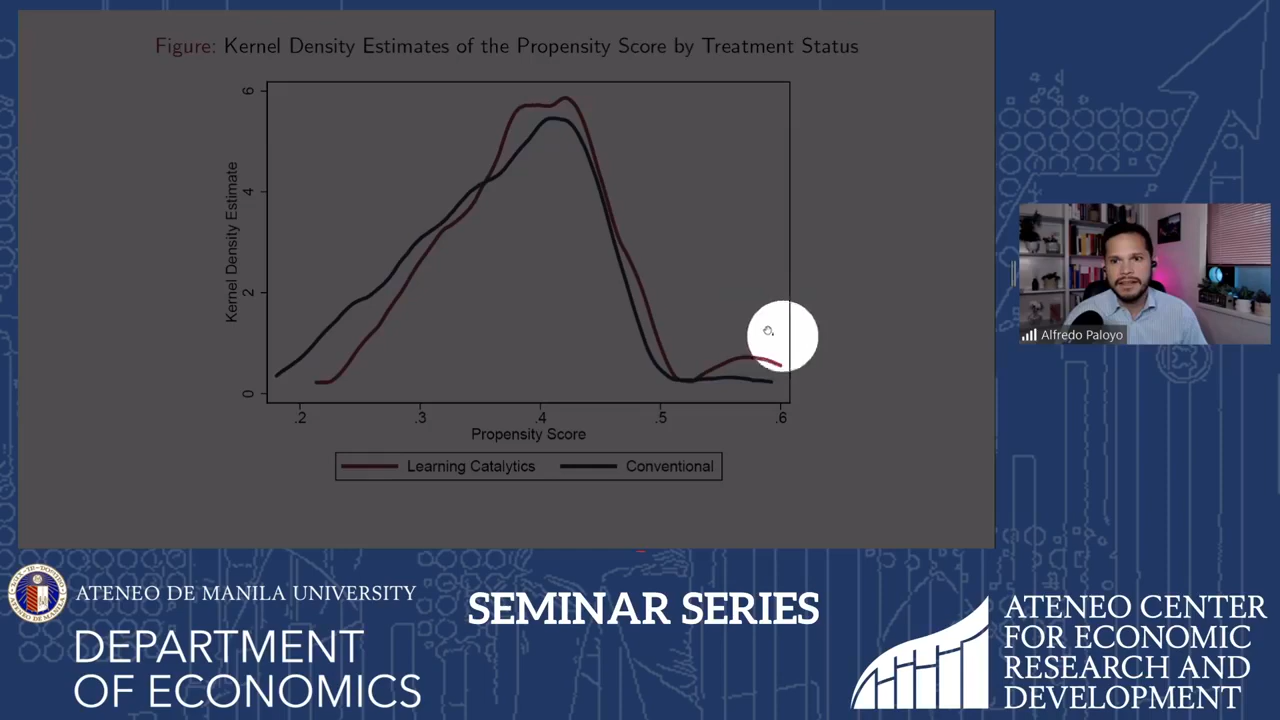 Figure: Kernel Density Estimates of the Propensity Score by Treatment Status
6
4
2
0
Kernel Density Estimate
.2 .3 .4 .5 .6
Propensity Score
Learning Catalytics Conventional
Alfredo Paloyo
ATENEO DE MANILA UNIVERSITY
DEPARTMENT
OF ECONOMICS
SEMINAR SERIES
ATENEO CENTER
FOR ECONOMIC
RESEARCH AND
DEVELOPMENT